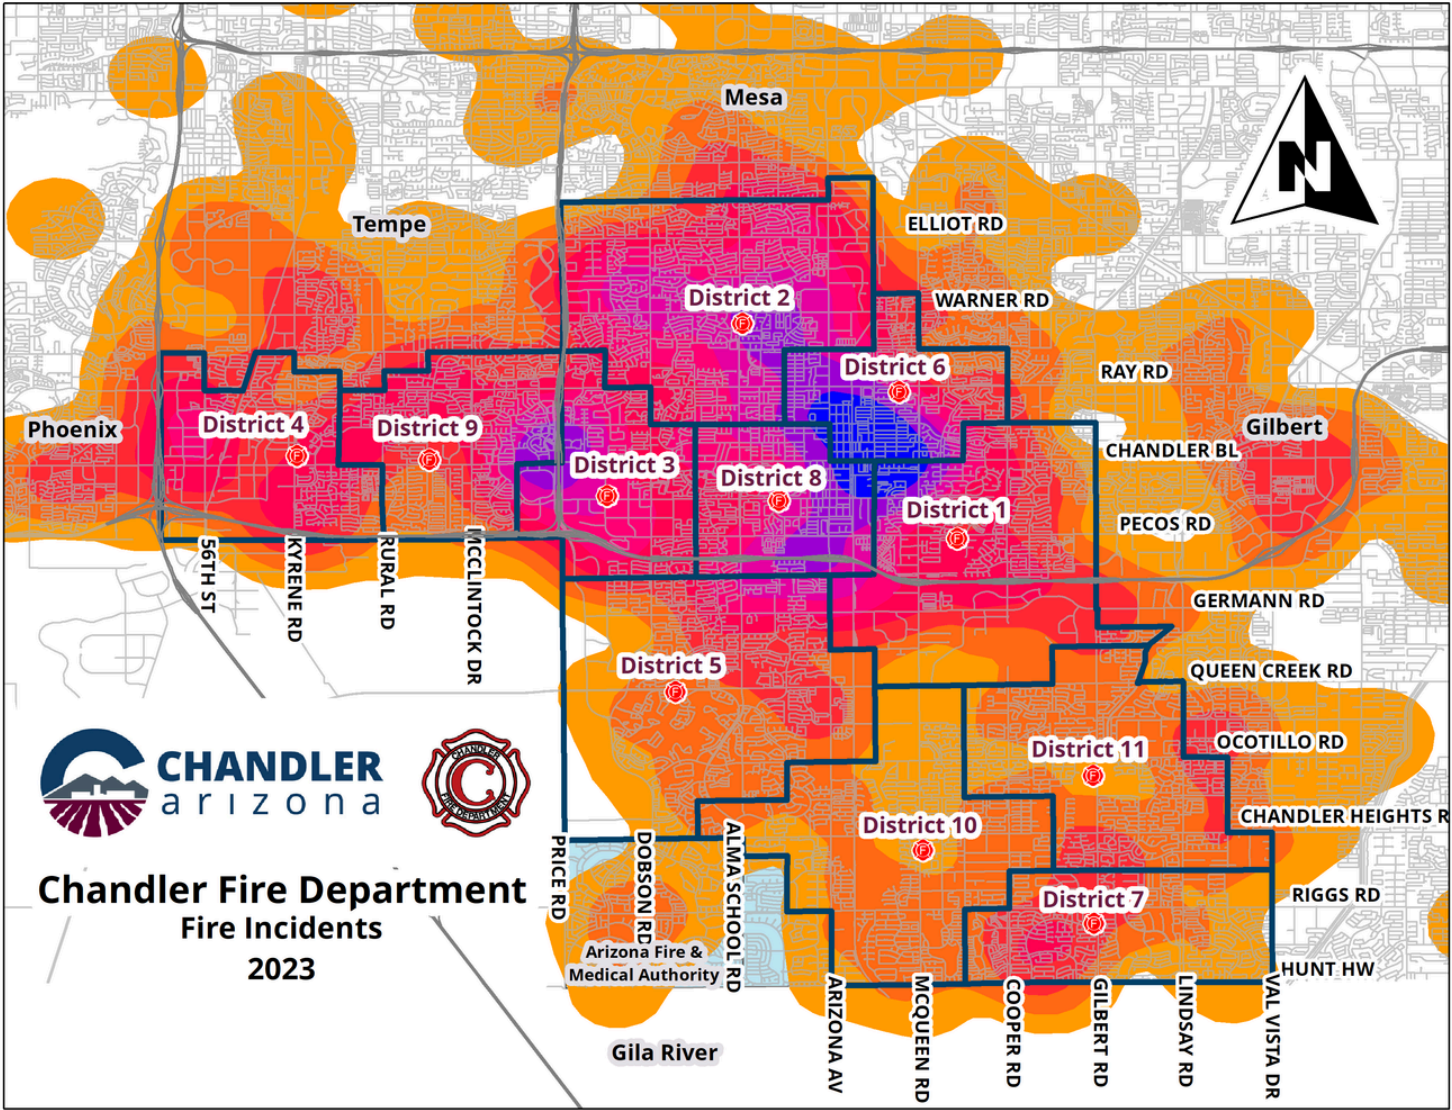 Mesa
N
ELLIOT RD
Tempe
WARNER RD
District 2
F
District 6
F
RAY RD
Phoenix
District 4
F
District 9
F
Gilbert
CHANDLER BL
District 3
F
District 8
F
District 1
F
PECOS RD
56TH ST
KYRENE RD
RURAL RD
MCCLINTOCK DR
GERMANN RD
District 5
F
QUEEN CREEK RD
District 11
F
OCOTILLO RD
CHANDLER
arizona
CHANDLER
C
FIRE DEPARTMENT
CHANDLER HEIGHTS R
District 10
F
PRICE RD
DOBSON RD
ALMA SCHOOL RD
Chandler Fire Department
Fire Incidents
2023
RIGGS RD
District 7
F
Arizona Fire &
Medical Authority
HUNT HW
ARIZONA AV
MCQUEEN RD
COOPER RD
GILBERT RD
LINDSAY RD
VAL VISTA DR
Gila River